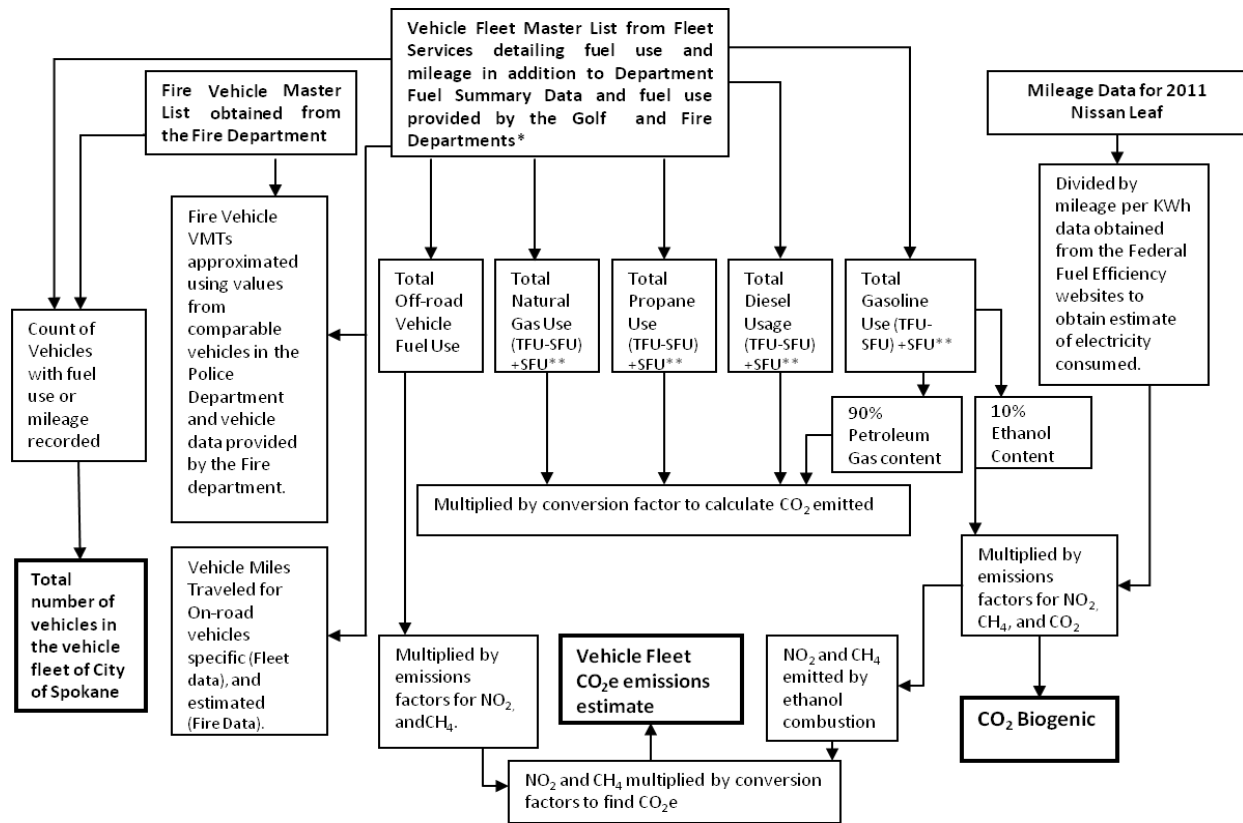 Vehicle Fleet Master List from Fleet
Services detailing fuel use and
mileage in addition to Department
Fuel Summary Data and fuel use
provided by the Golf and Fire
Departments*
Fire Vehicle Master
List obtained from
the Fire Department
Mileage Data for 2011
Nissan Leaf
Fire Vehicle
VMTs
approximated
using values
from
comparable
vehicles in the
Police
Department
and vehicle
data provided
by the Fire
department.
Divided by
mileage per KWh
data obtained
from the Federal
Fuel Efficiency
websites to
obtain estimate
of electricity
consumed.
Total
Off-road
Vehicle
Fuel Use
Total
Natural
Gas Use
(TFU-SFU)
+SFU**
Total
Propane
Use
(TFU-SFU)
+SFU**
Total
Diesel
Usage
(TFU-SFU)
+SFU**
Total
Gasoline
Use (TFU-
SFU) +SFU**
Count of
Vehicles
with fuel
use or
mileage
recorded
90%
Petroleum
Gas content
10%
Ethanol
Content
Multiplied by conversion factor to calculate CO₂ emitted
Total
number of
vehicles in
the vehicle
fleet of City
of Spokane
Vehicle Miles
Traveled for
On-road
vehicles
specific (Fleet
data), and
estimated
(Fire Data).
Multiplied by
emissions
factors for NO₂,
CH₄, and CO₂
Multiplied by
emissions
factors for NO₂,
andCH₄.
Vehicle Fleet
CO₂e emissions
estimate
NO₂ and CH₄
emitted by
ethanol
combustion
CO₂ Biogenic
NO₂ and CH₄ multiplied by conversion
factors to find CO₂e